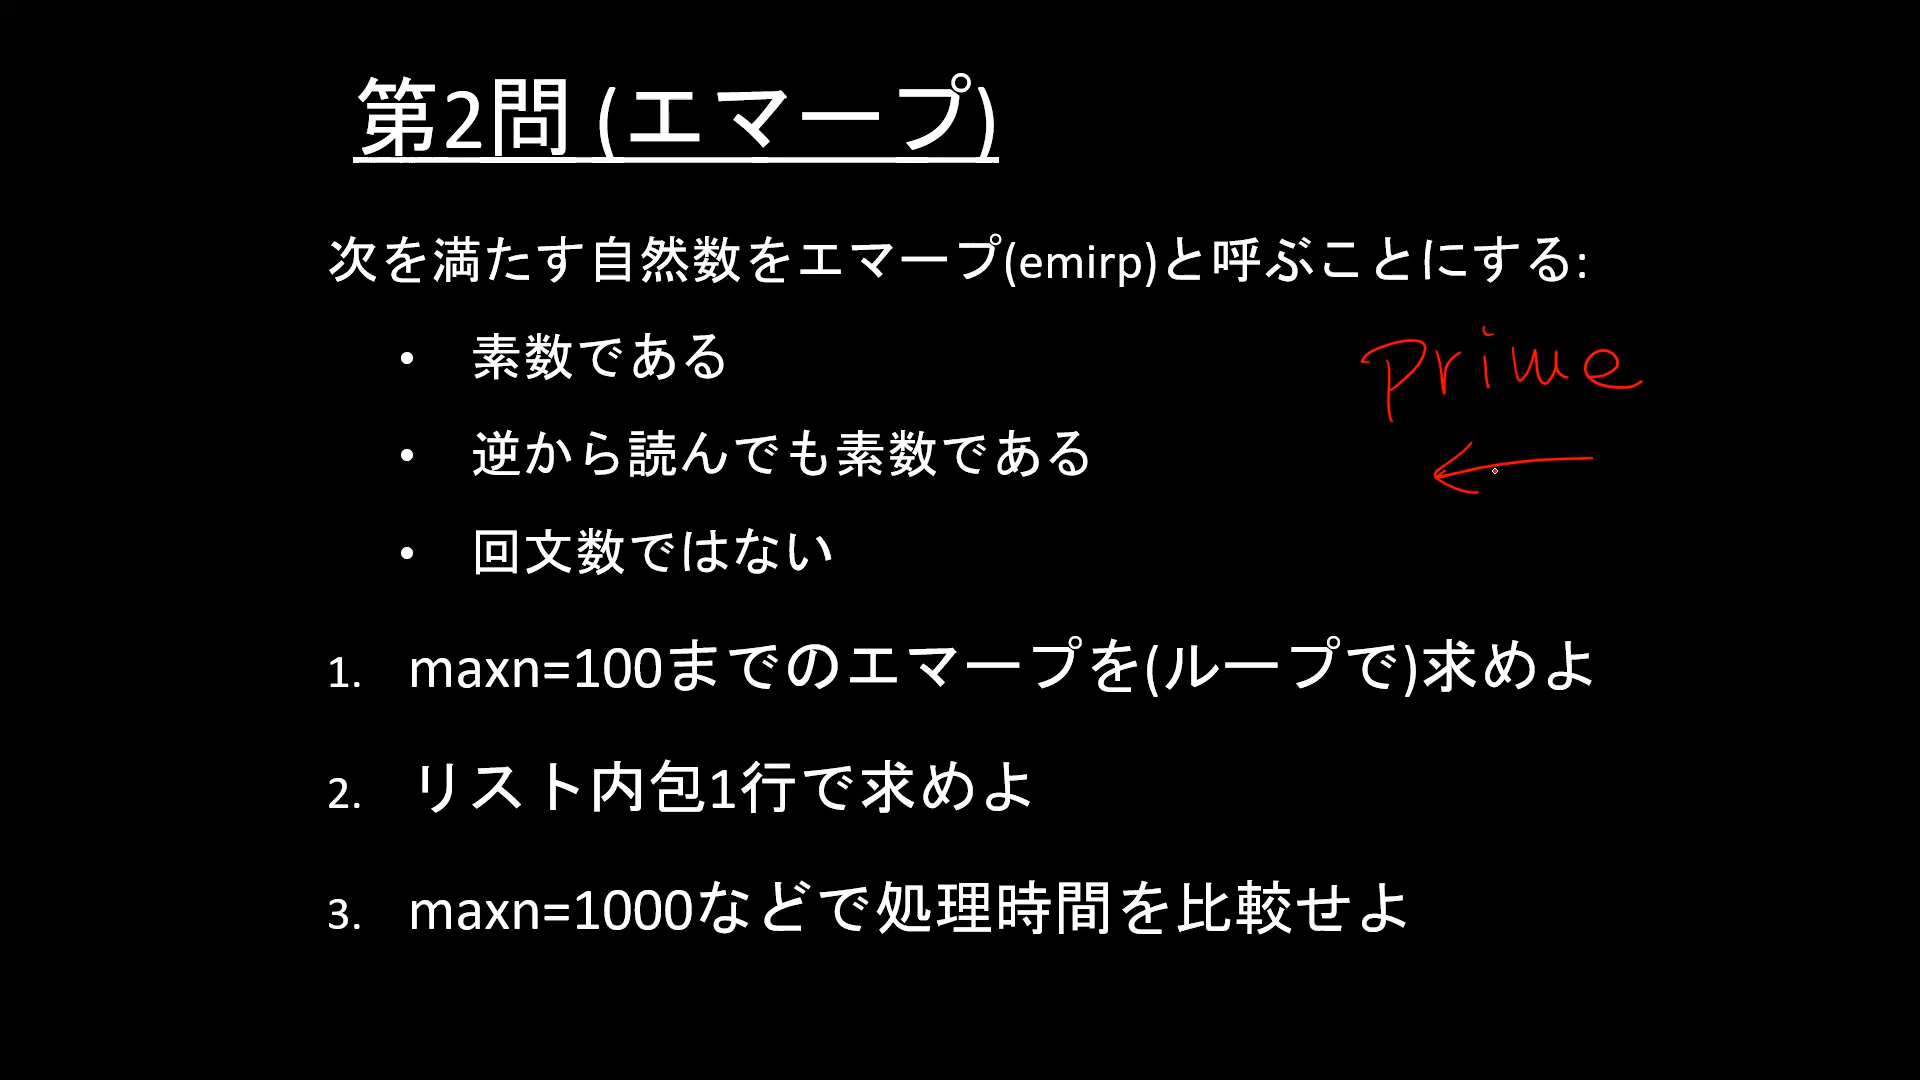 第2問 (エマープ)
次を満たす自然数をエマープ(emirp)と呼ぶことにする:
• 素数である
prime
• 逆から読んでも素数である
• 回文数ではない
1. maxn=100までのエマープを(ループで)求めよ
2. リスト内包1行で求めよ
3. maxn=1000などで処理時間を比較せよ